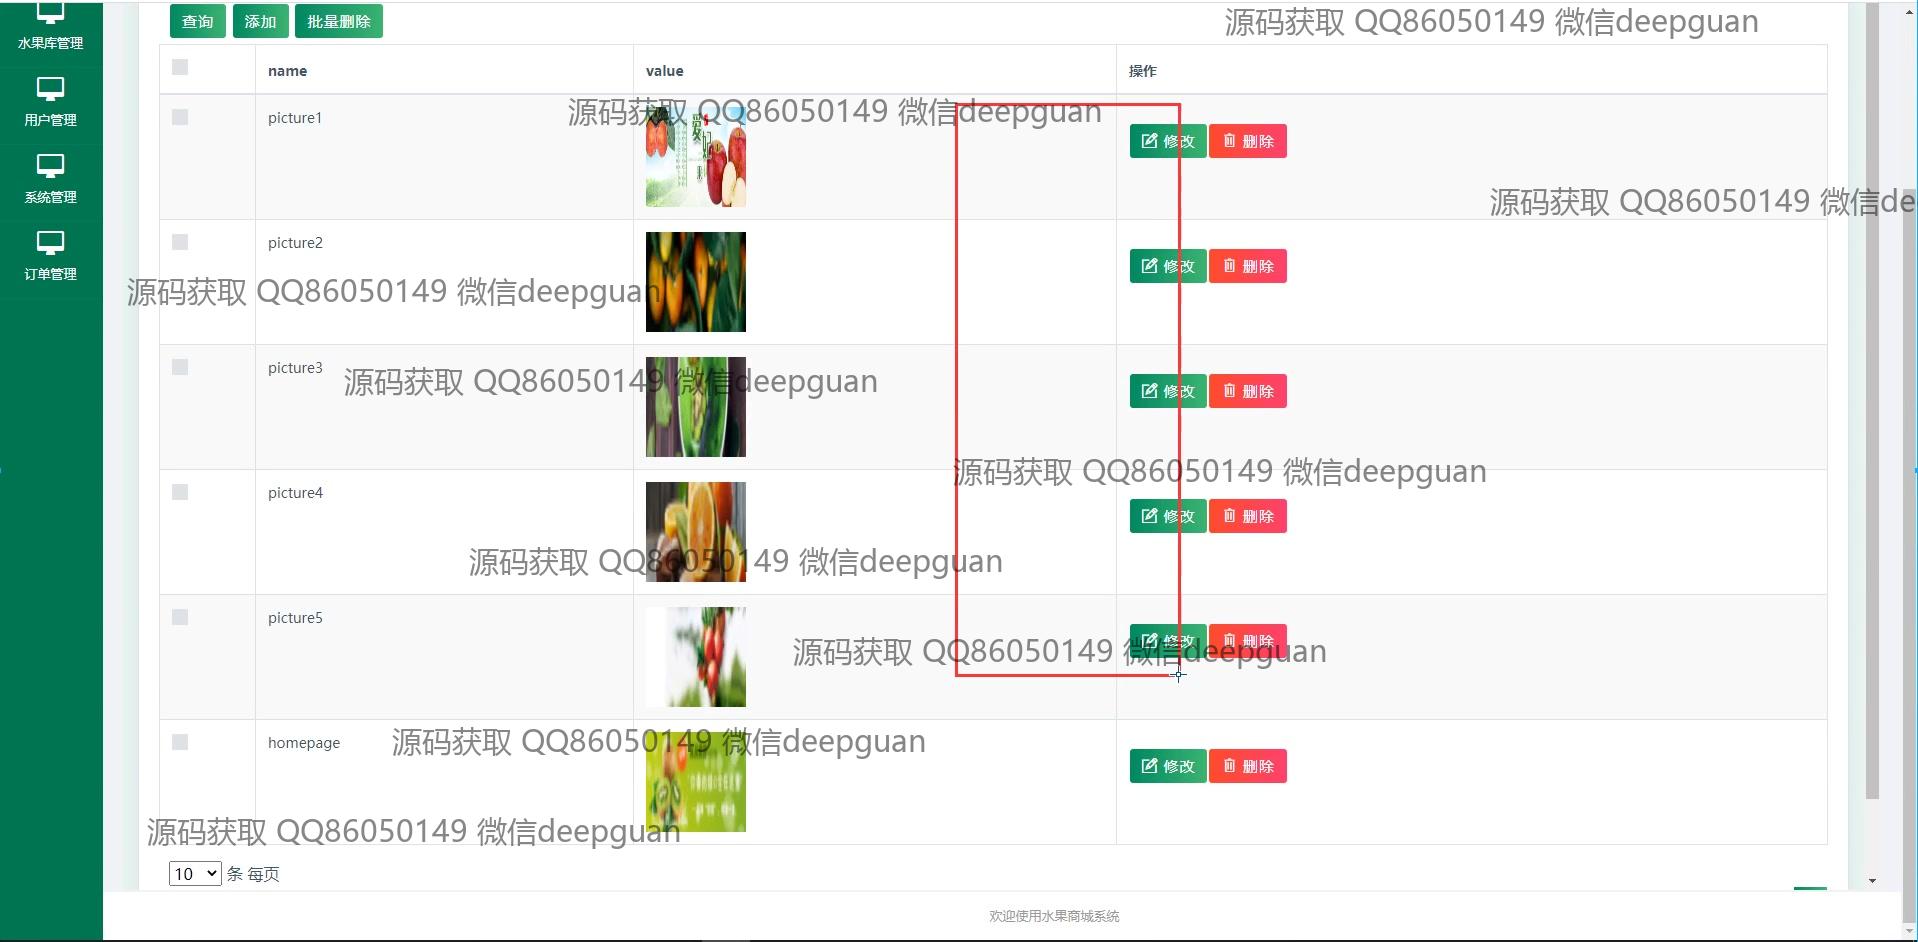 查询 添加 批量删除
源码获取 QQ86050149 微信deepguan
水果库管理
name value 操作
源码获取 QQ86050149 微信deepguan
picture1
用户管理
修改 删除
系统管理
源码获取 QQ86050149 微信de
picture2
修改 删除
订单管理
源码获取 QQ86050149 微信deepguan
picture3
源码获取 QQ86050149 微信deepguan
修改 删除
源码获取 QQ86050149 微信deepguan
picture4
修改 删除
源码获取 QQ86050149 微信deepguan
picture5
修改 删除
源码获取 QQ86050149 微信deepguan
homepage
源码获取 QQ86050149 微信deepguan
修改 删除
源码获取 QQ86050149 微信deepguan
10 条 每页
欢迎使用水果商城系统